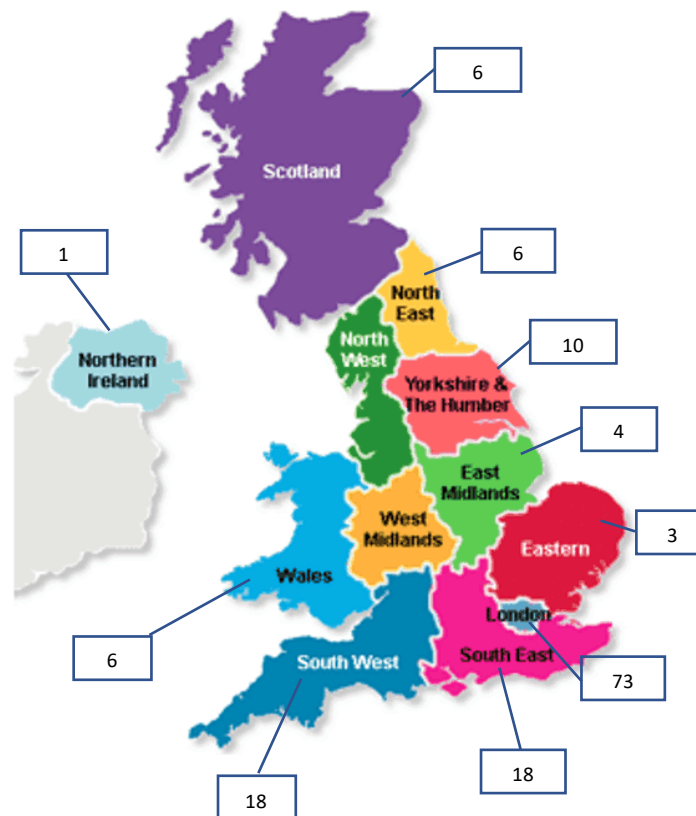 6
Scotland
1
6
North
East
North
West
Northern
Ireland
10
Yorkshire &
The Humber
4
East
Midlands
West
Midlands
3
Eastern
Wales
London
6
South West
South East
73
18
18